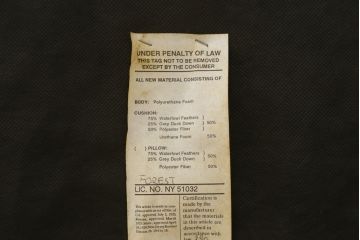 UNDER PENALTY OF LAW
THIS TAG NOT TO BE REMOVED
EXCEPT BY THE CONSUMER
ALL NEW MATERIAL CONSISTING OF
BODY: Polyurethane Foam
CUSHION:
75% Waterfowl Feathers
25% Grey Duck Down } 50%
50% Polyester Fiber
Urethane Foam 50%
( ) PILLOW:
75% Waterfowl Feathers
25% Grey Duck Down } 50%
Polyester Fiber 50%
FOREST
LIC. NO. NY 51032
Certification is
made by the
manufacturer
that the materials
in this article are
described in
accordance with